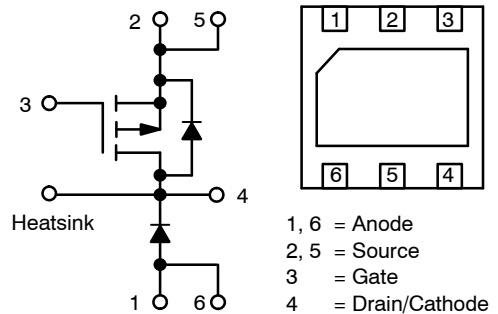 2 5
3
Heatsink
4
1 6
1 2 3
6 5 4
1, 6 = Anode
2, 5 = Source
3 = Gate
4 = Drain/Cathode